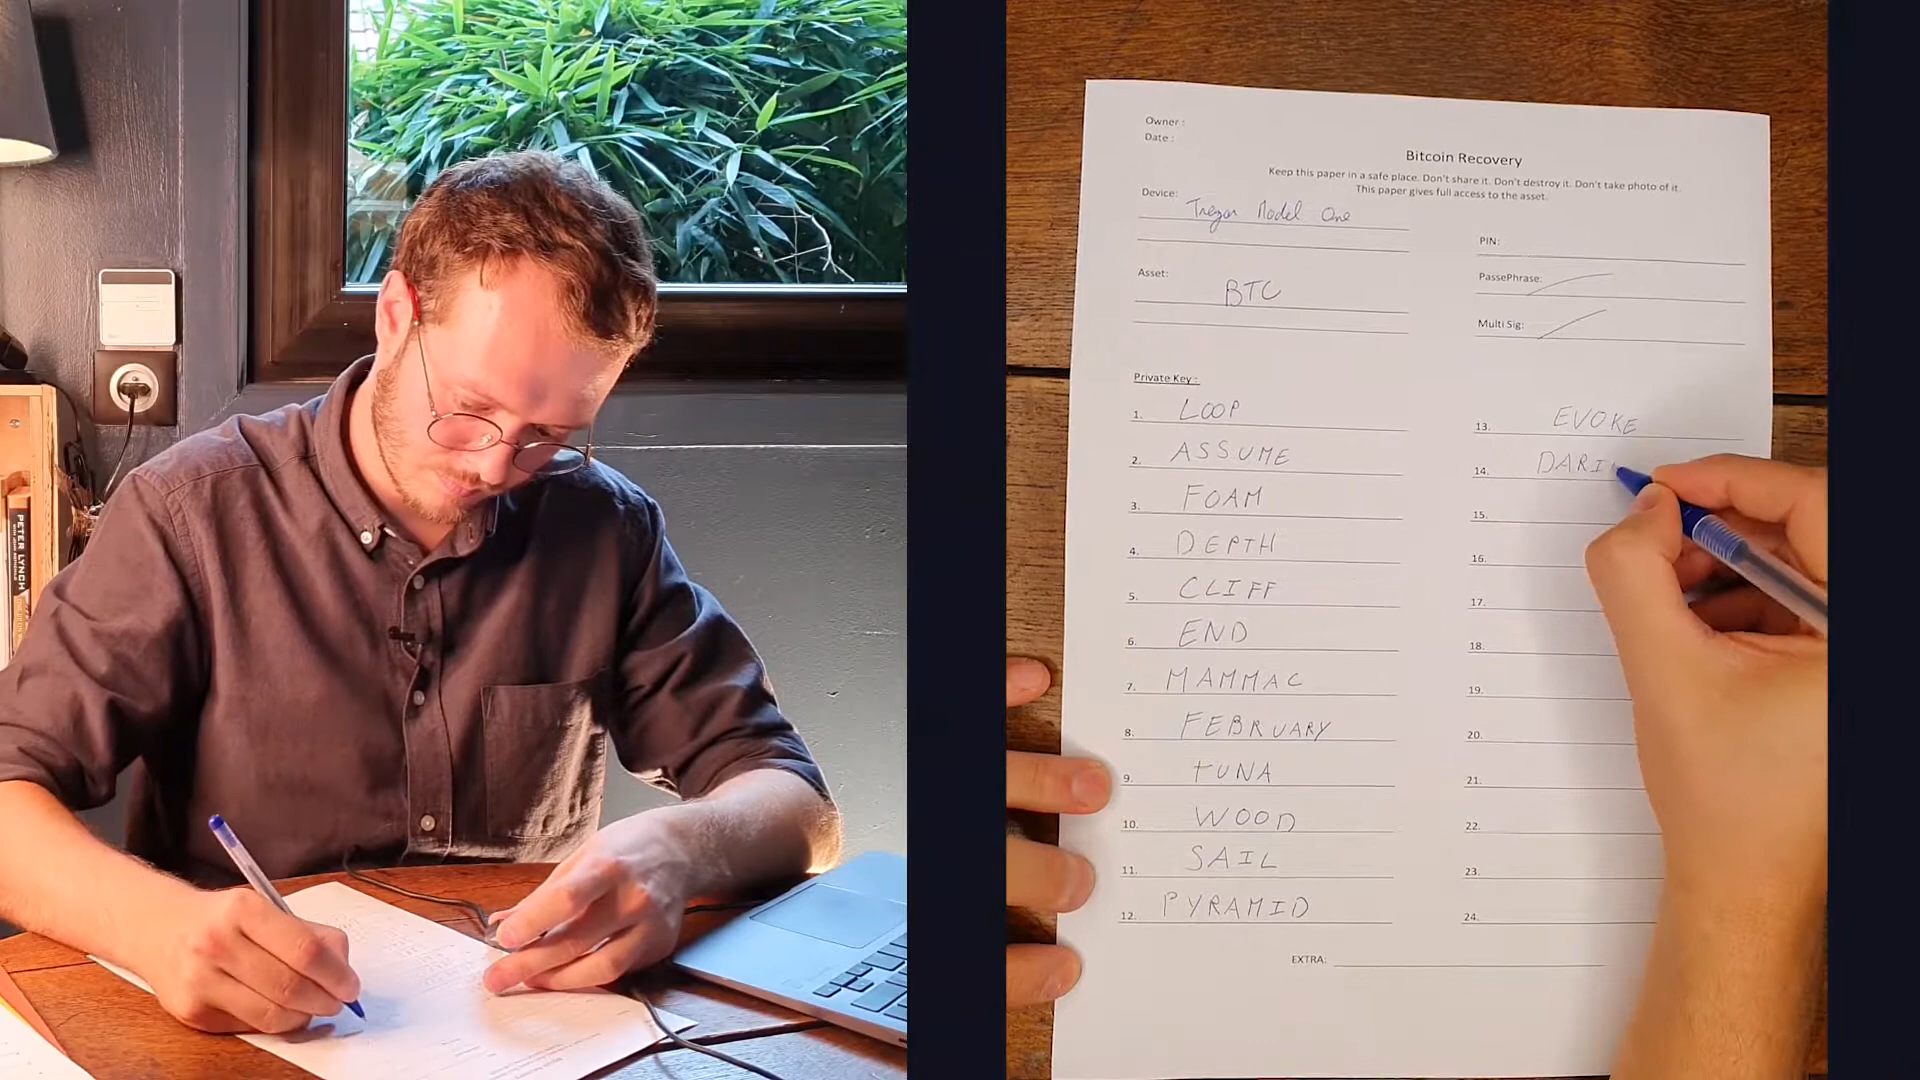 PETER LYNCH
Owner :
Date :
Bitcoin Recovery
Keep this paper in a safe place. Don't share it. Don't destroy it. Don't take photo of it.
This paper gives full access to the asset.
Device: Trezor Model One
PIN:
Asset: BTC
PassePhrase:
Multi Sig:
Private Key :
1. LOOP
2. ASSUME
3. FOAM
4. DEPTH
5. CLIFF
6. END
7. MAMMAC
8. FEBRUARY
9. TUNA
10. WOOD
11. SAIL
12. PYRAMID
13. EVOKE
14. DARI
15.
16.
17.
18.
19.
20.
21.
22.
23.
24.
EXTRA: